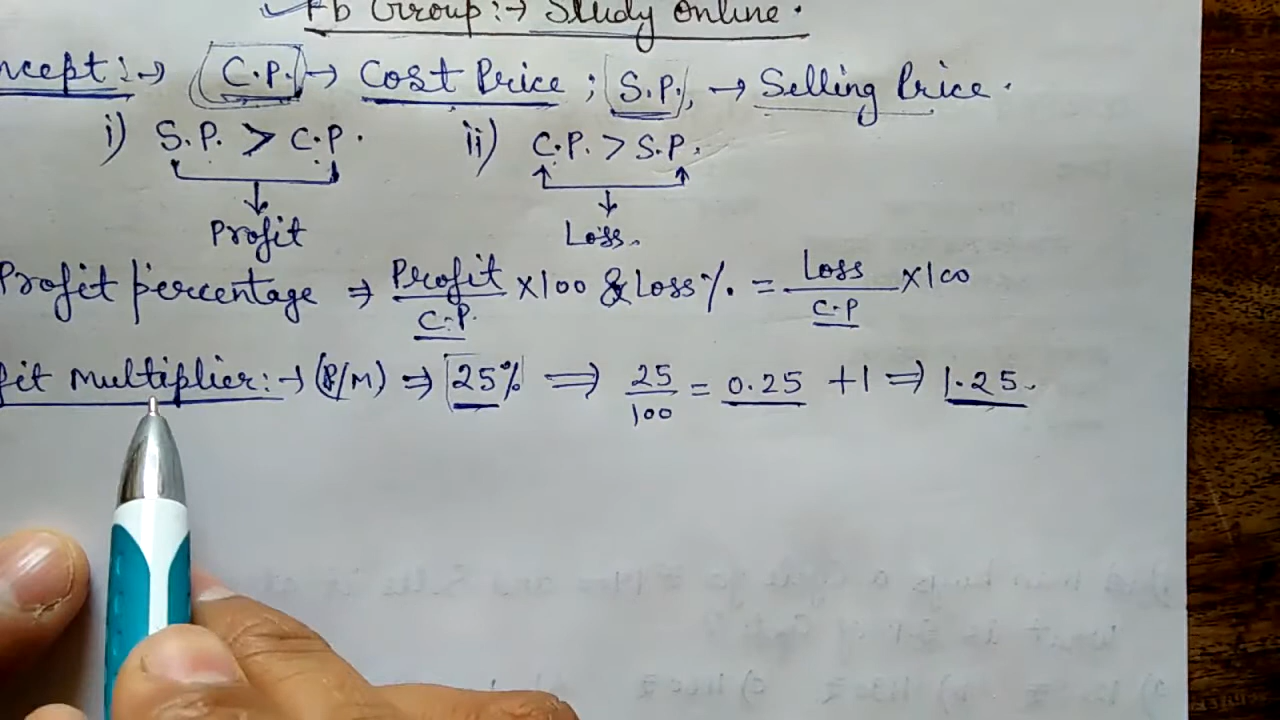 Fb Group:→ Study Online.
ncept:→ C.P. → Cost Price ; S.P. → Selling Price.
i) S.P. > C.P. ii) C.P. > S.P.
Profit Loss.
Profit percentage ⇒ Profit/C.P. ×100 & Loss%. = Loss/C.P ×100
fit Multiplier:→ (P/M) ⇒ 25% ⟹ 25/100 = 0.25 +1 ⇒ 1.25.